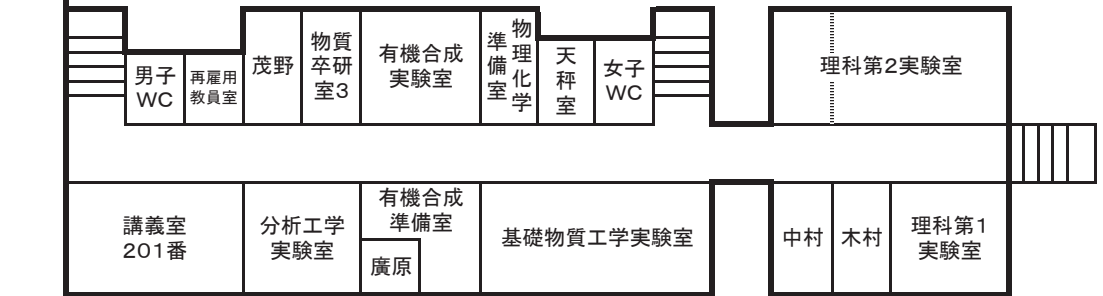 男子
WC
再雇用
教員室
茂野
物質
卒研
室3
有機合成
実験室
物理化学
準備室
天秤室
女子
WC
理科第2実験室
講義室
201番
分析工学
実験室
有機合成
準備室
廣原
基礎物質工学実験室
中村
木村
理科第1
実験室